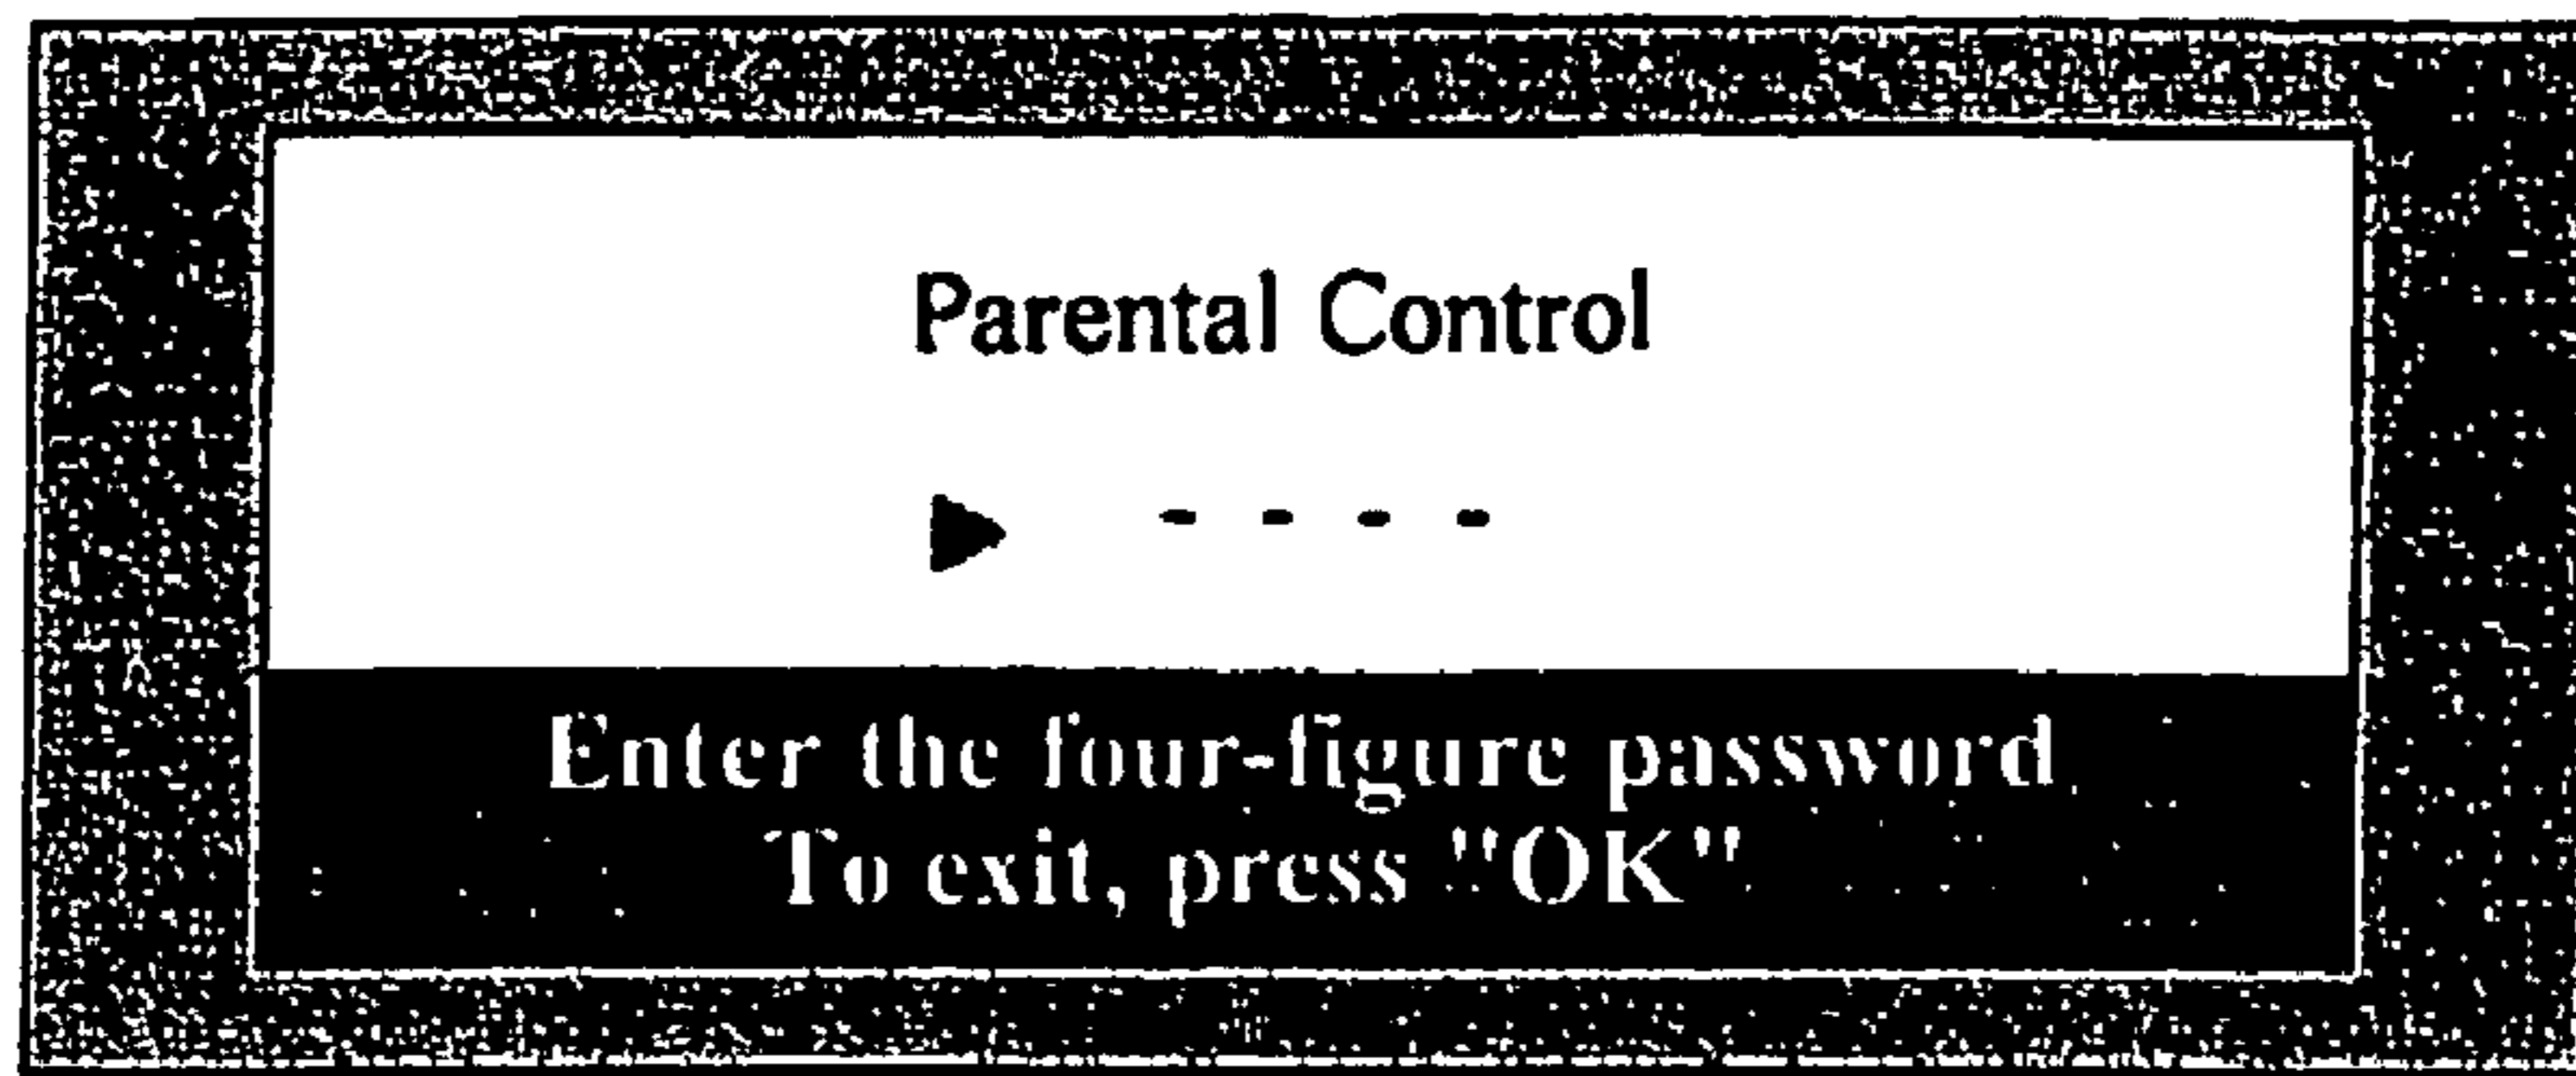 Parental Control
▶ - - - -
Enter the four-figure password
To exit, press "OK"